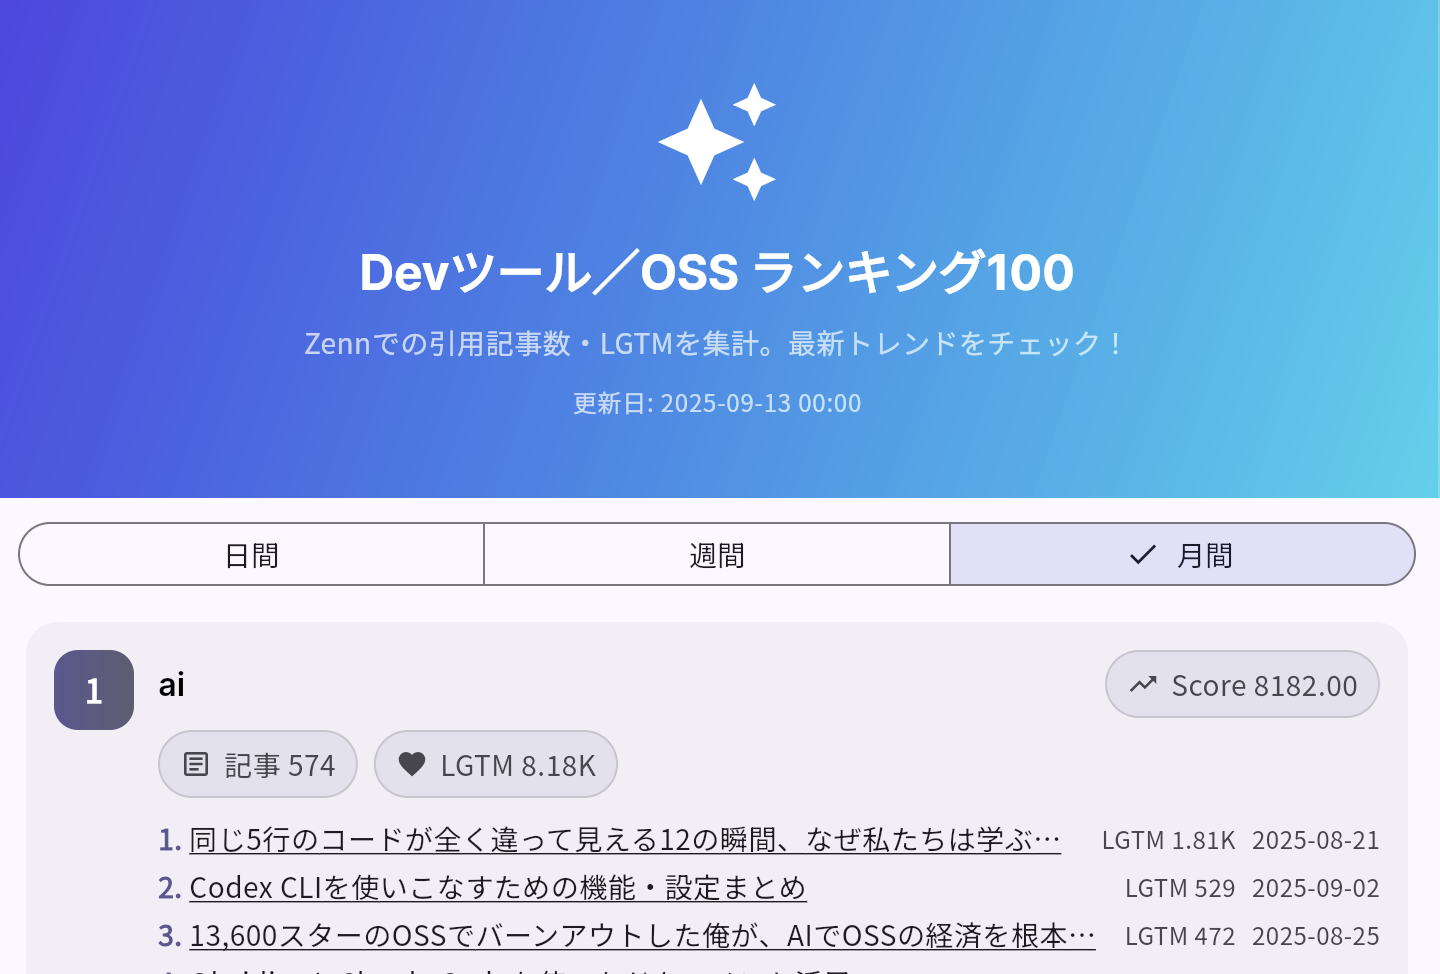 Devツール／OSS ランキング100
Zennでの引用記事数・LGTMを集計。最新トレンドをチェック！
更新日: 2025-09-13 00:00
日間 週間 月間
1 ai Score 8182.00
記事 574 LGTM 8.18K
1. 同じ5行のコードが全く違って見える12の瞬間、なぜ私たちは学ぶ… LGTM 1.81K 2025-08-21
2. Codex CLIを使いこなすための機能・設定まとめ LGTM 529 2025-09-02
3. 13,600スターのOSSでバーンアウトした俺が、AIでOSSの経済を根本… LGTM 472 2025-08-25